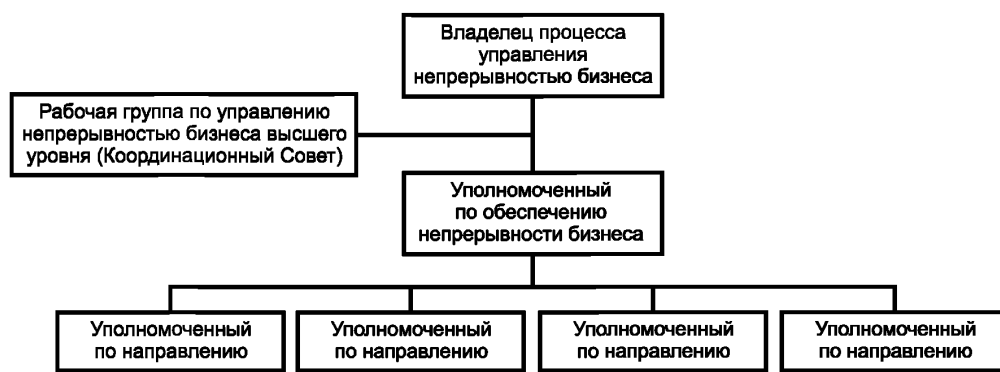 Владелец процесса
управления
непрерывностью бизнеса
Рабочая группа по управлению
непрерывностью бизнеса высшего
уровня (Координационный Совет)
Уполномоченный
по обеспечению
непрерывности бизнеса
Уполномоченный
по направлению
Уполномоченный
по направлению
Уполномоченный
по направлению
Уполномоченный
по направлению